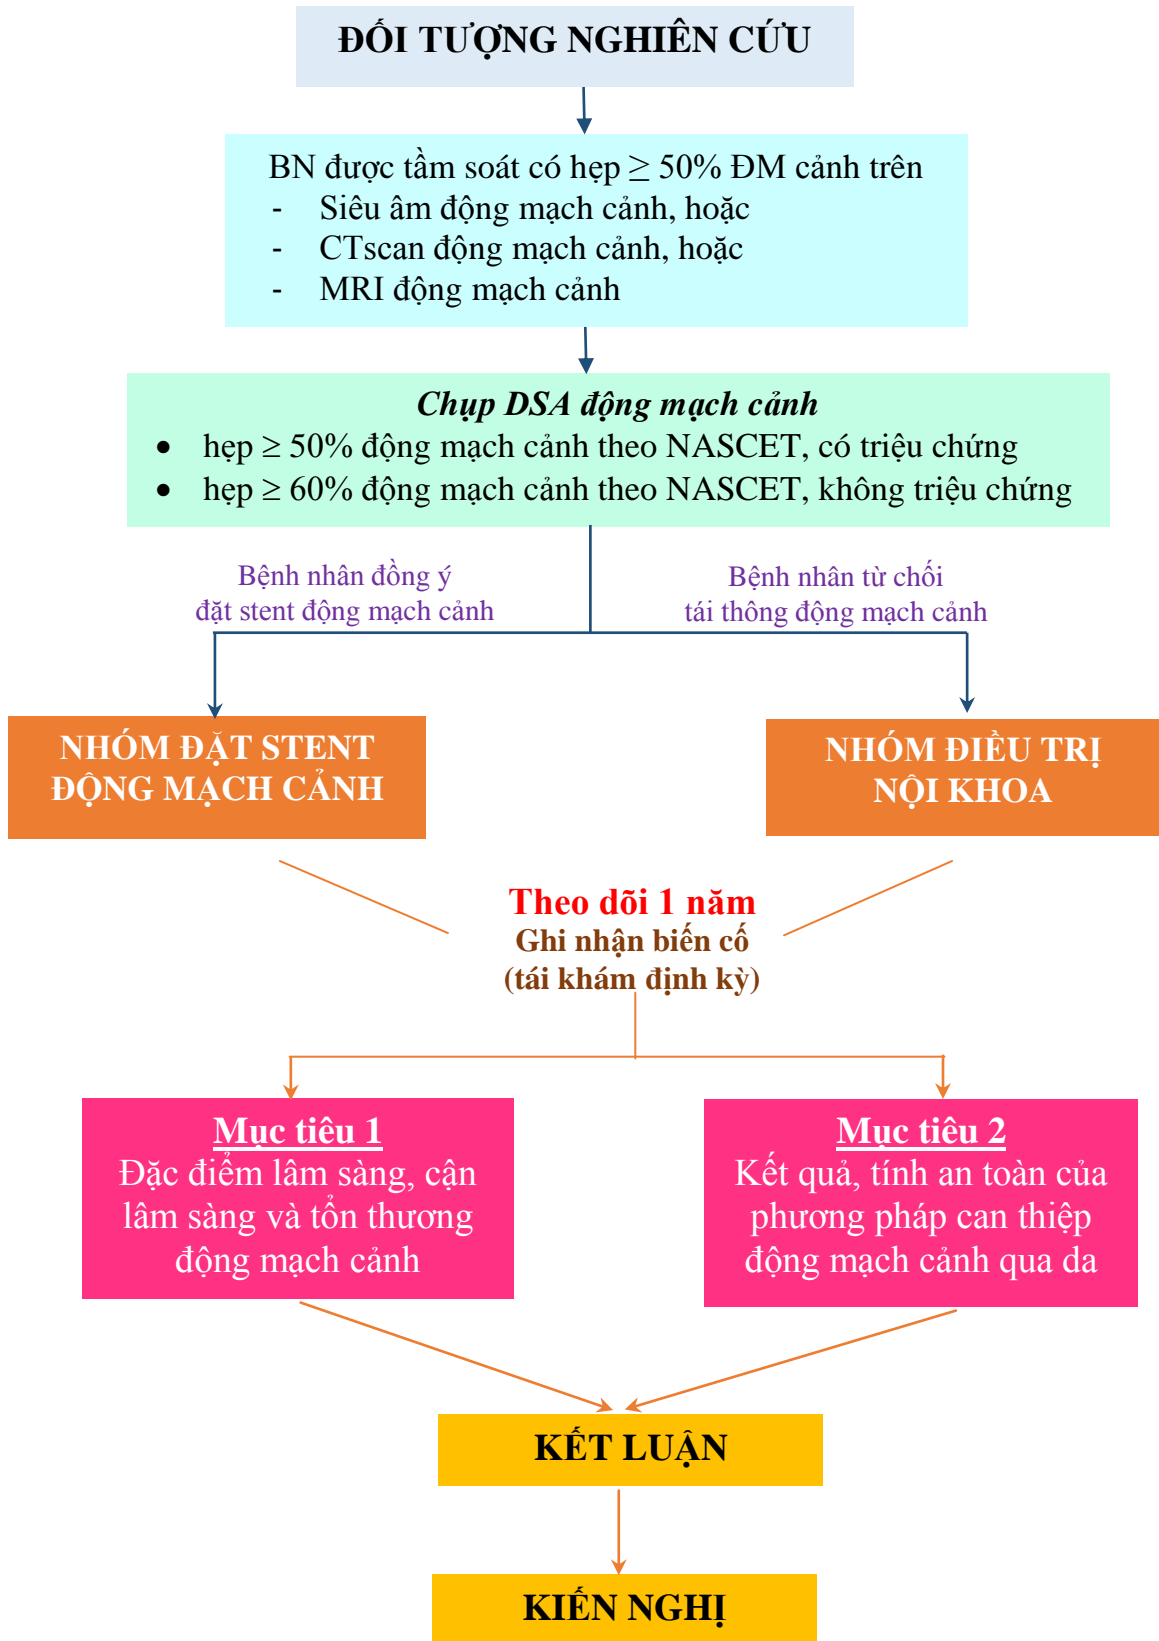 ĐỐI TƯỢNG NGHIÊN CỨU
BN được tầm soát có hẹp ≥ 50% ĐM cảnh trên
- Siêu âm động mạch cảnh, hoặc
- CTscan động mạch cảnh, hoặc
- MRI động mạch cảnh
Chụp DSA động mạch cảnh
• hẹp ≥ 50% động mạch cảnh theo NASCET, có triệu chứng
• hẹp ≥ 60% động mạch cảnh theo NASCET, không triệu chứng
Bệnh nhân đồng ý
đặt stent động mạch cảnh
Bệnh nhân từ chối
tái thông động mạch cảnh
NHÓM ĐẶT STENT
ĐỘNG MẠCH CẢNH
NHÓM ĐIỀU TRỊ
NỘI KHOA
Theo dõi 1 năm
Ghi nhận biến cố
(tái khám định kỳ)
Mục tiêu 1
Đặc điểm lâm sàng, cận
lâm sàng và tổn thương
động mạch cảnh
Mục tiêu 2
Kết quả, tính an toàn của
phương pháp can thiệp
động mạch cảnh qua da
KẾT LUẬN
KIẾN NGHỊ